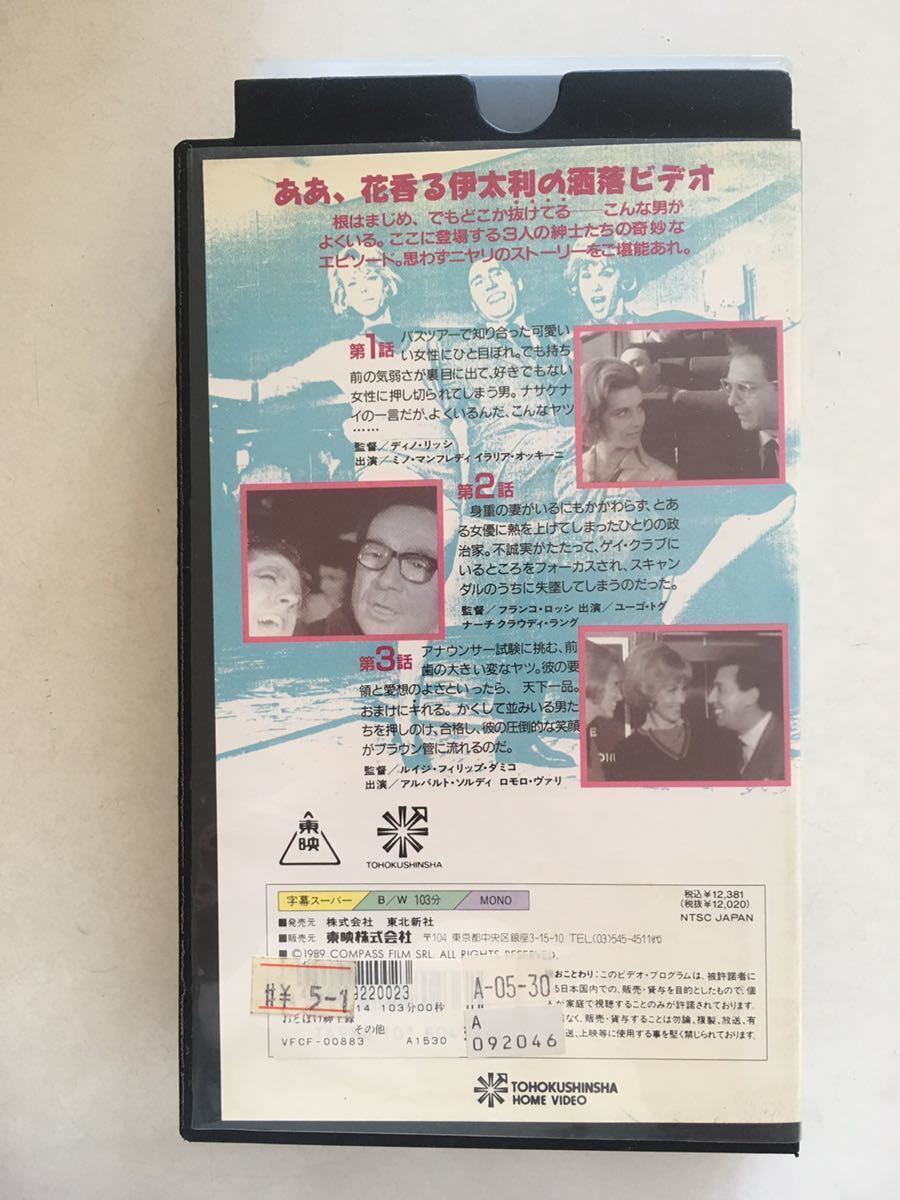 ああ、花香る伊太利の洒落ビデオ
根はまじめ、でもどこか抜けてる——こんな男が
よくいる。ここに登場する3人の紳士たちの奇妙な
エピソード。思わずニヤリのストーリーをご堪能あれ。
第1話
バスツアーで知り合った可愛い
い女性にひと目ぼれ。でも持ち
前の気弱さが裏目に出て、好きでもない
女性に押し切られてしまう男。ナサケナ
イの一言だが、よくいるんだ、こんなヤツ
……
監督/ディノ・リッシ
出演/ミノ・マンフレディ イラリア・オッキーニ
第2話
身重の妻がいるにもかかわらず、とあ
る女優に熱を上げてしまったひとりの政
治家。不誠実がたたって、ゲイ・クラブに
いるところをフォーカスされ、スキャン
ダルのうちに失墜してしまうのだった。
監督/フランコ・ロッシ 出演/ユーゴ・トグ
ナーチ クラウディ・ラング
第3話
アナウンサー試験に挑む、前
歯の大きい変なヤツ。彼の要
領と愛想のよさといったら、天下一品。
おまけにキレる。かくして並みいる男た
ちを押しのけ、合格し、彼の圧倒的な笑顔
がブラウン管に流れるのだ。
監督/ルイジ・フィリップ・ダミコ
出演/アルバルト・ソルディ ロモロ・ヴァリ
東映
TOHOKUSHINSHA
字幕スーパー B/W 103分 MONO
税込¥12,381
(税抜¥12,020)
NTSC JAPAN
■発売元 株式会社 東北新社
■販売元 東映株式会社 〒104 東京都中央区銀座3-15-10 TEL(03)545-4511㈹
■©1989 COMPASS FILM SRL. ALL RIGHTS RESERVED.
¥ 5-1
9220023
14 103分00秒
その他
VFCF-00883 A1530
A-05-30
A
092046
おことわり:このビデオ・プログラムは、被許諾者に
日本国内での、販売・貸与を目的としたもので、個
が家庭で視聴することのみが許諾されております。
なく、販売・貸与することは勿論、複製、放送、有
送、上映等に使用する事を堅く禁じられております。
TOHOKUSHINSHA
HOME VIDEO